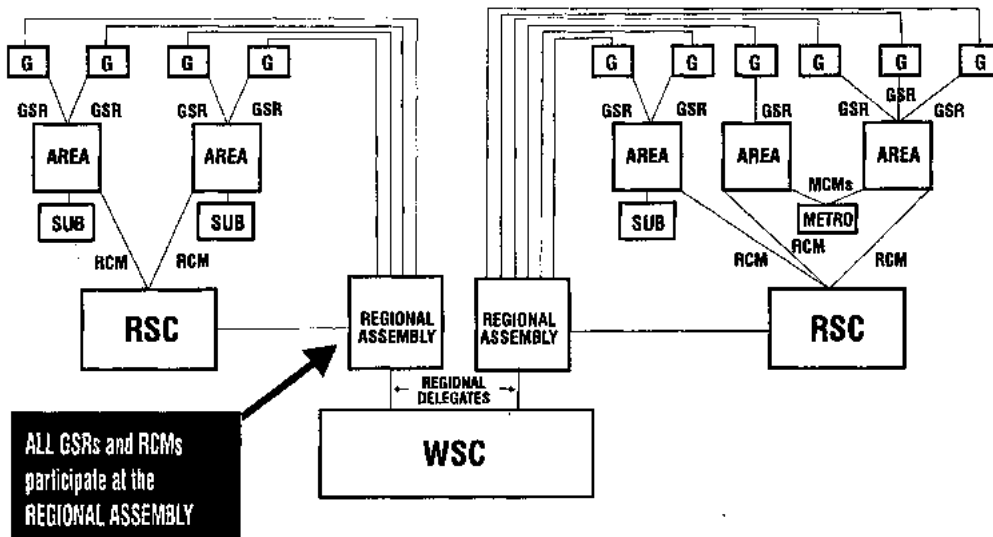 G G G G G G G G G G
GSR GSR GSR GSR GSR GSR GSR GSR GSR GSR
AREA AREA AREA AREA AREA
MCMs
SUB SUB SUB METRO
RCM RCM RCM RCM RCM
RSC REGIONAL ASSEMBLY REGIONAL ASSEMBLY RSC
REGIONAL
DELEGATES
WSC
ALL GSRs and RCMs
participate at the
REGIONAL ASSEMBLY